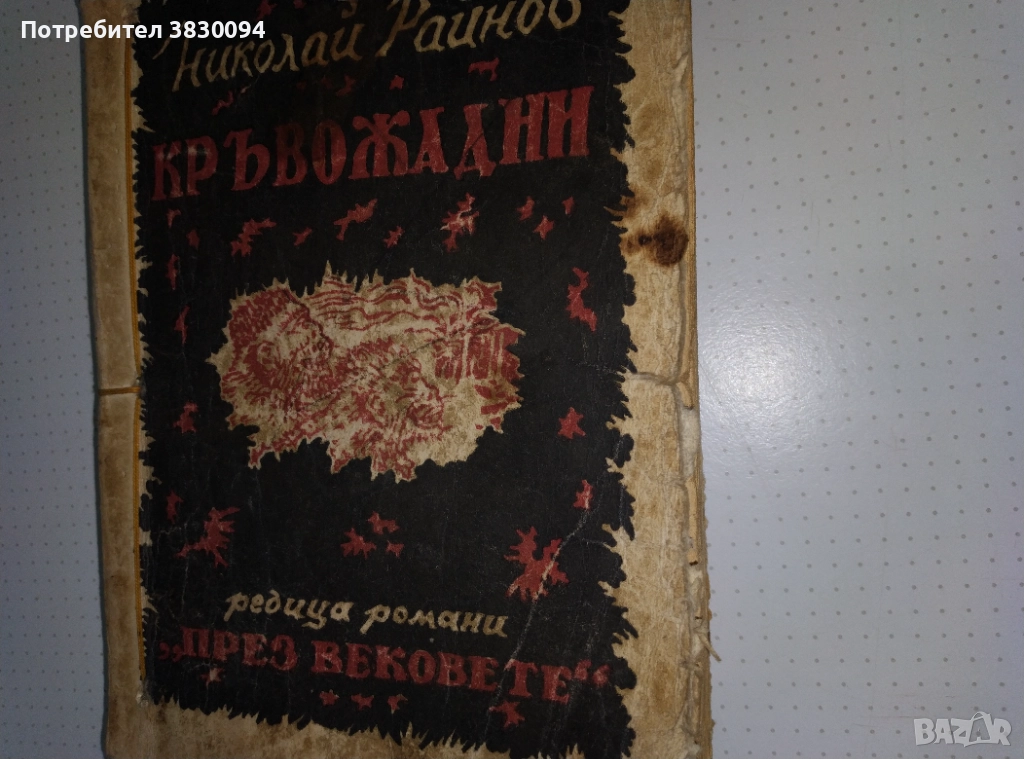 Потребител 3830094
Николай Райнов
КРЪВОЖАДНИ
редица романи
„ПРЕЗ ВЕКОВЕТЕ“
BAZAR